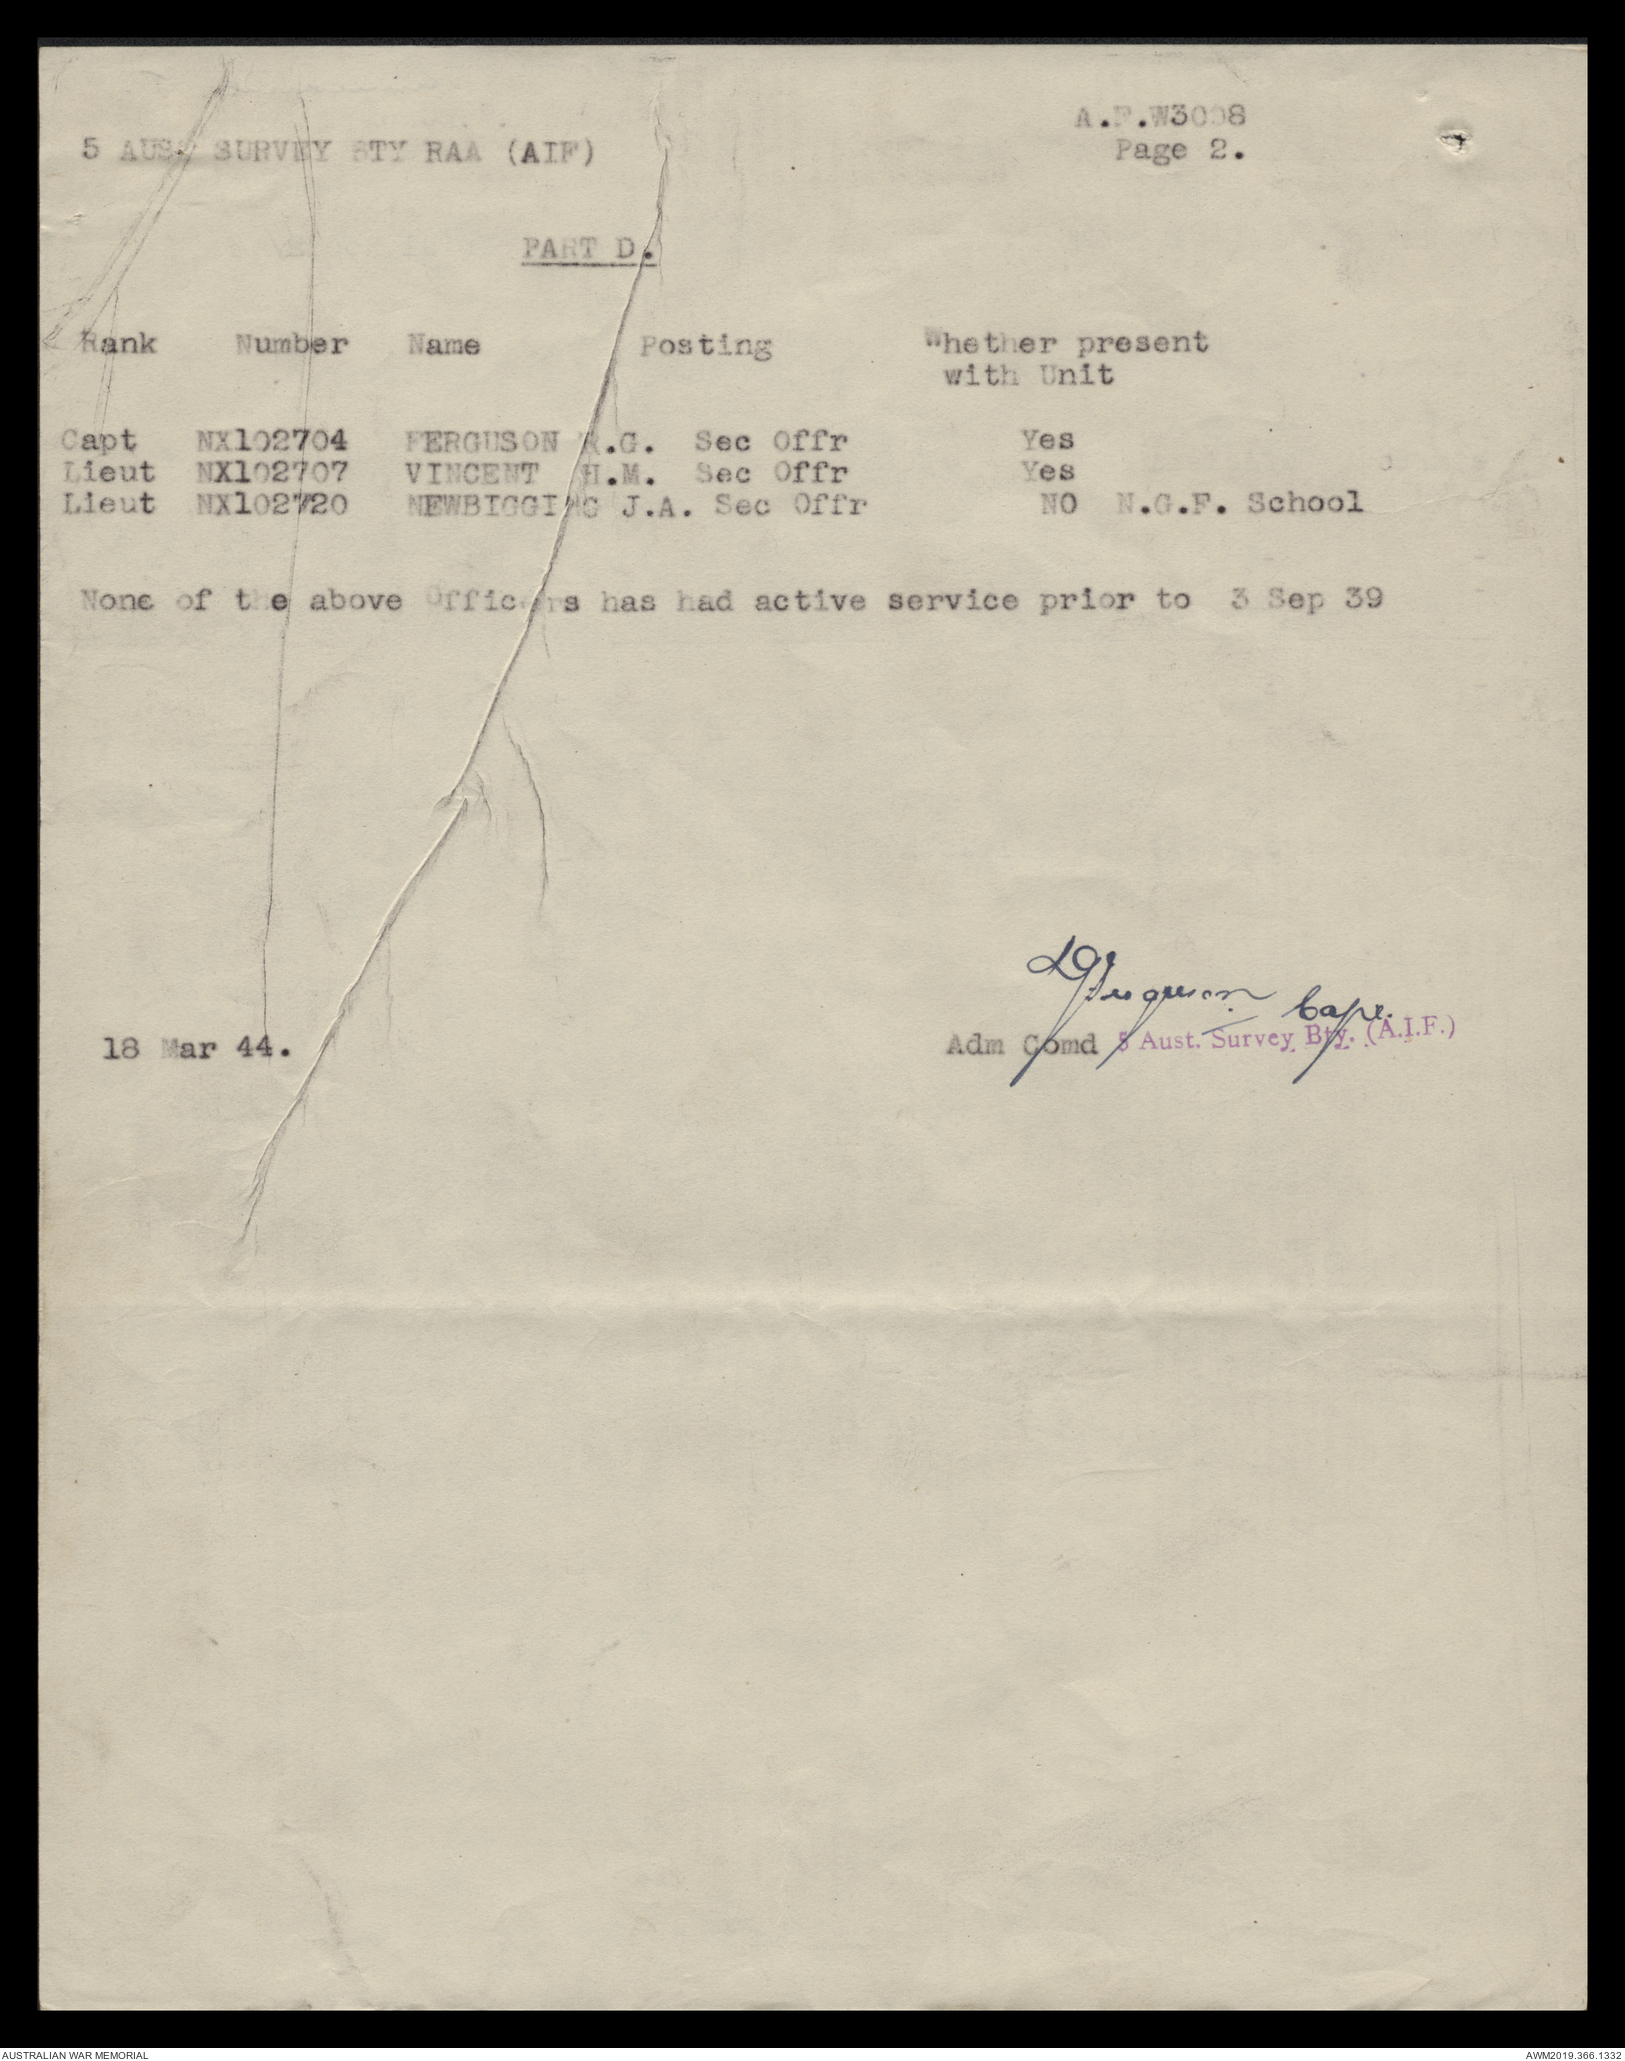 A.F.W3008
5 AUST SURVEY BTY RAA (AIF)
Page 2.
PART D.
Rank Number Name Posting Whether present
with Unit
Capt NX102704 FERGUSON R.G. Sec Offr Yes
Lieut NX102707 VINCENT H.M. Sec Offr Yes
Lieut NX102720 NEWBIGGING J.A. Sec Offr NO N.G.F. School
None of the above Officers has had active service prior to 3 Sep 39
Ferguson Capt.
18 Mar 44. Adm Comd 5 Aust. Survey Bty. (A.I.F.)
AUSTRALIAN WAR MEMORIAL AWM2019.366.1332